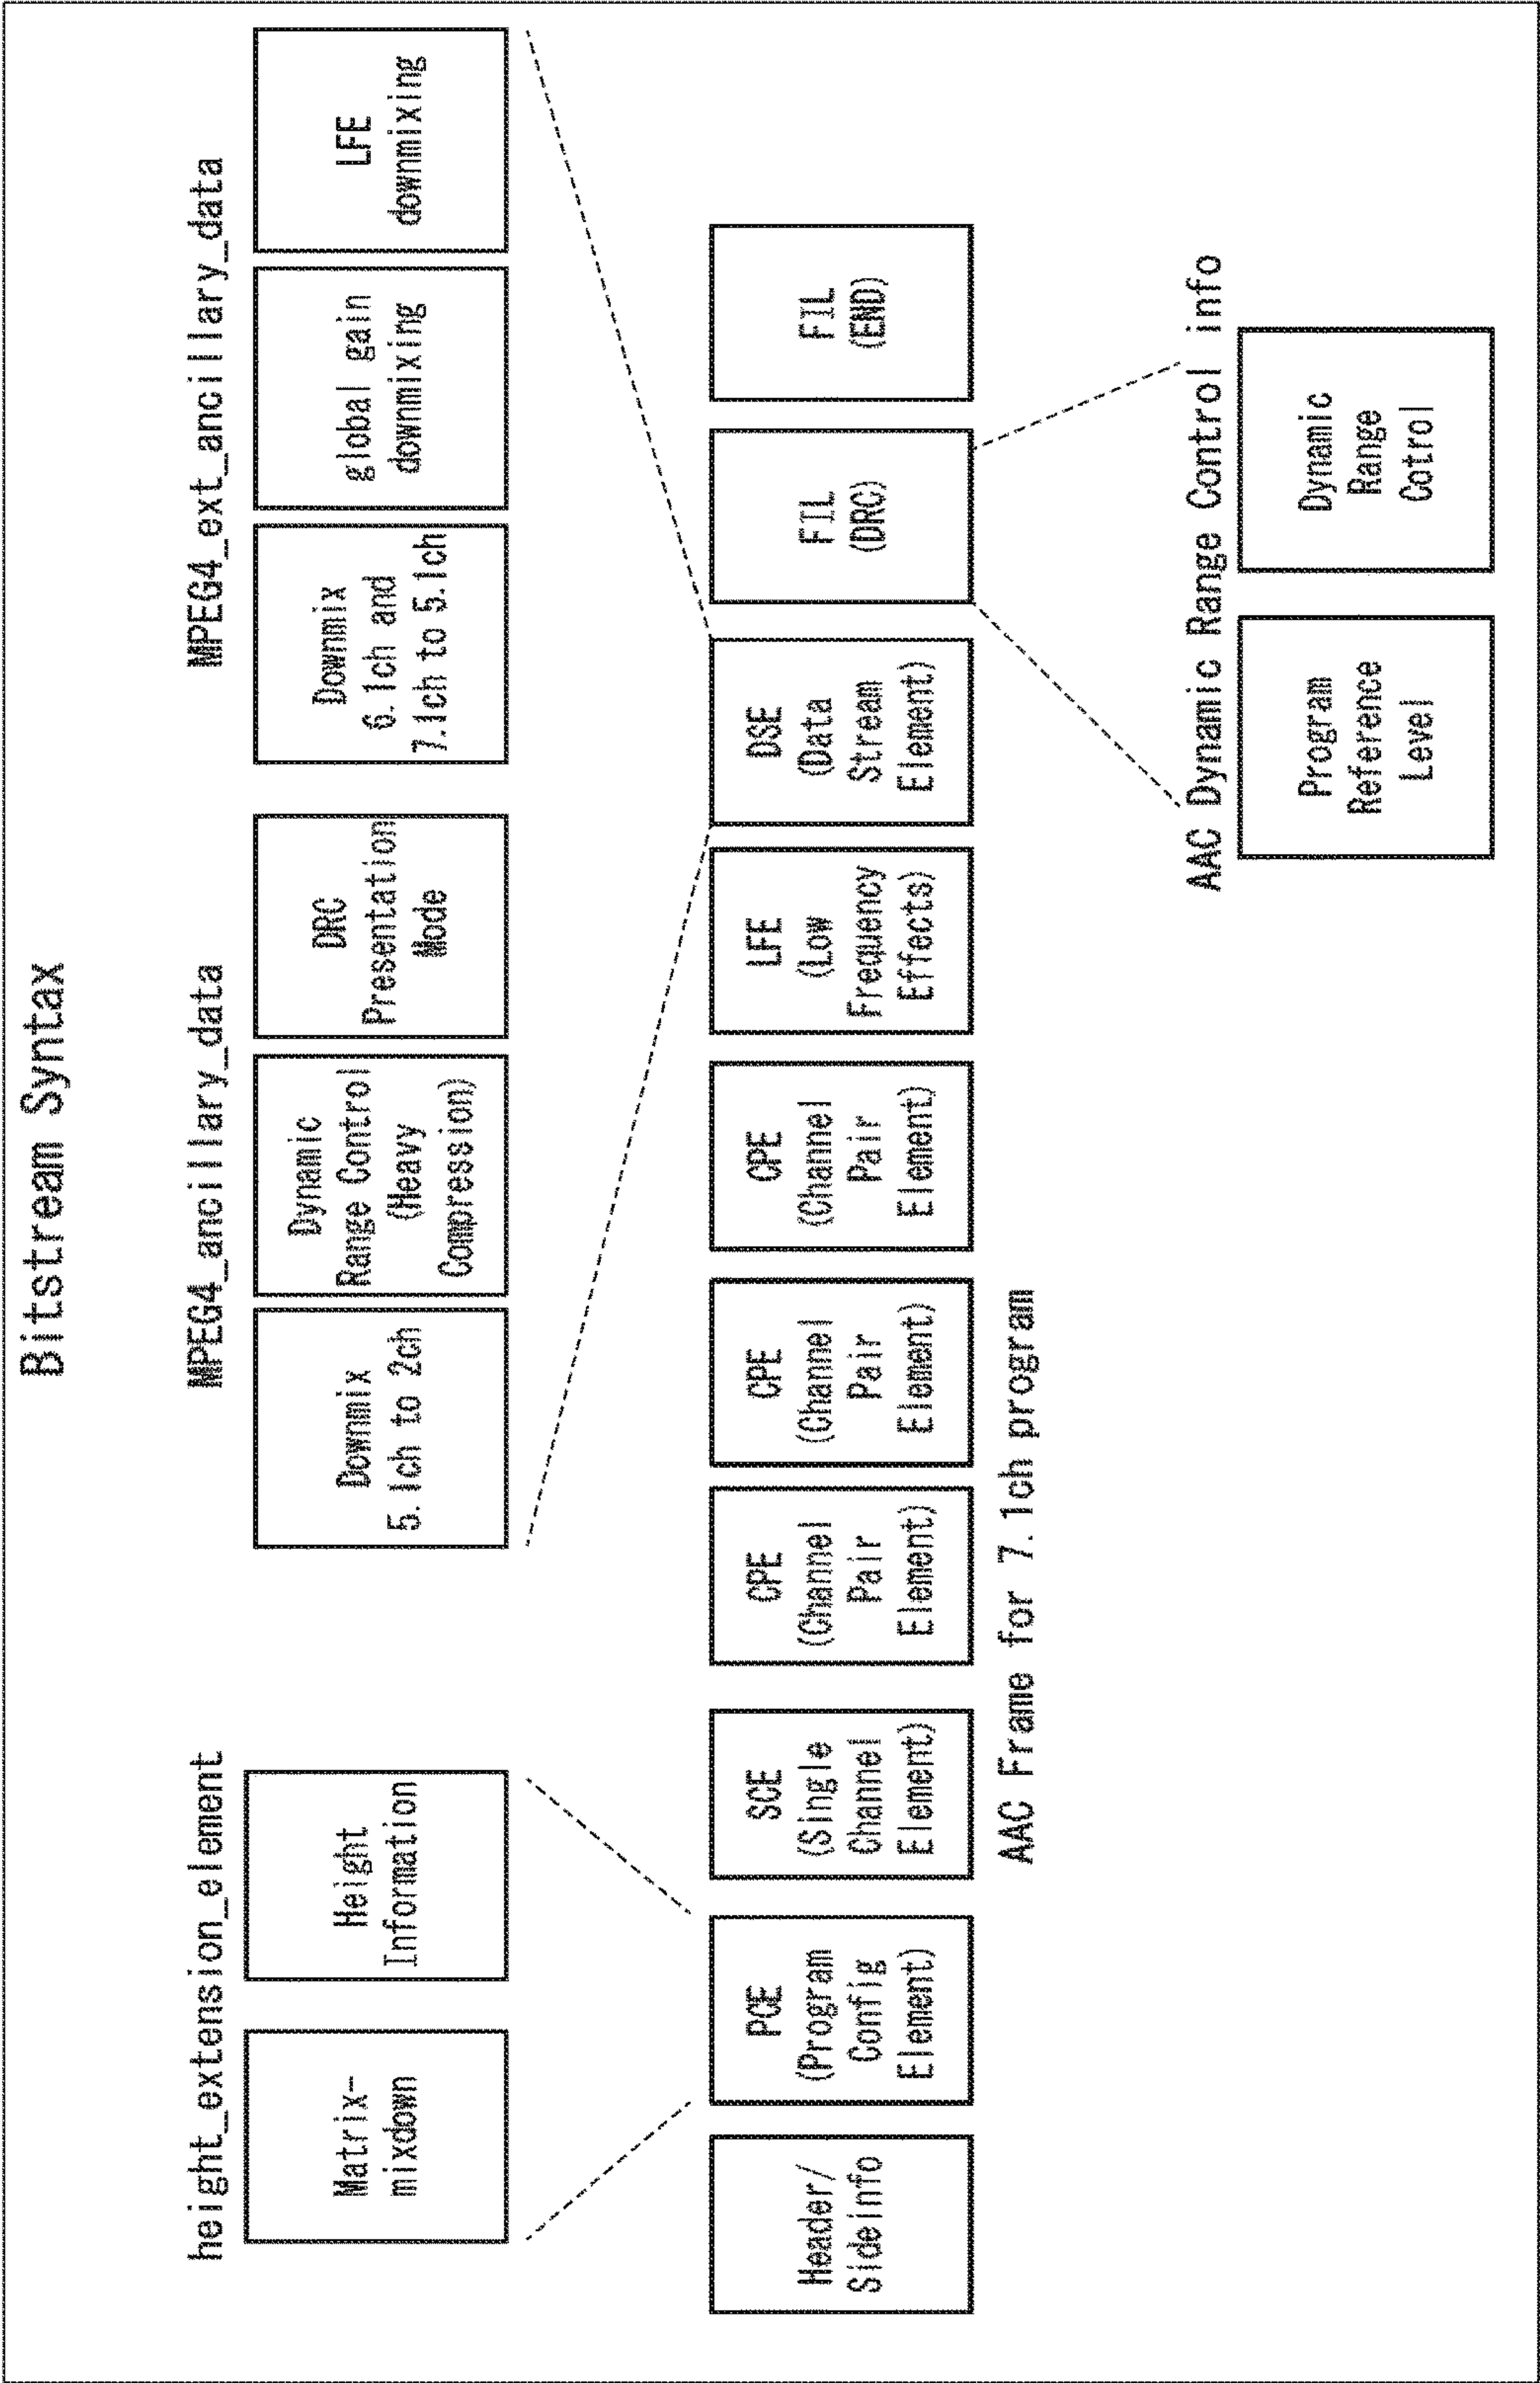 Bitstream Syntax
height_extension_element
Matrix-
mixdown
Height
Information
MPEG4_ancillary_data
Downmix
5.1ch to 2ch
Dynamic
Range Control
(Heavy
Compression)
DRC
Presentation
Mode
MPEG4_ext_ancillary_data
Downmix
6.1ch and
7.1ch to 5.1ch
global gain
downmixing
LFE
downmixing
Header/
Sideinfo
PCE
(Program
Config
Element)
SCE
(Single
Channel
Element)
CPE
(Channel
Pair
Element)
CPE
(Channel
Pair
Element)
CPE
(Channel
Pair
Element)
LFE
(Low
Frequency
Effects)
DSE
(Data
Stream
Element)
FIL
(DRC)
FIL
(END)
AAC Frame for 7.1ch program
AAC Dynamic Range Control info
Program
Reference
Level
Dynamic
Range
Cotrol